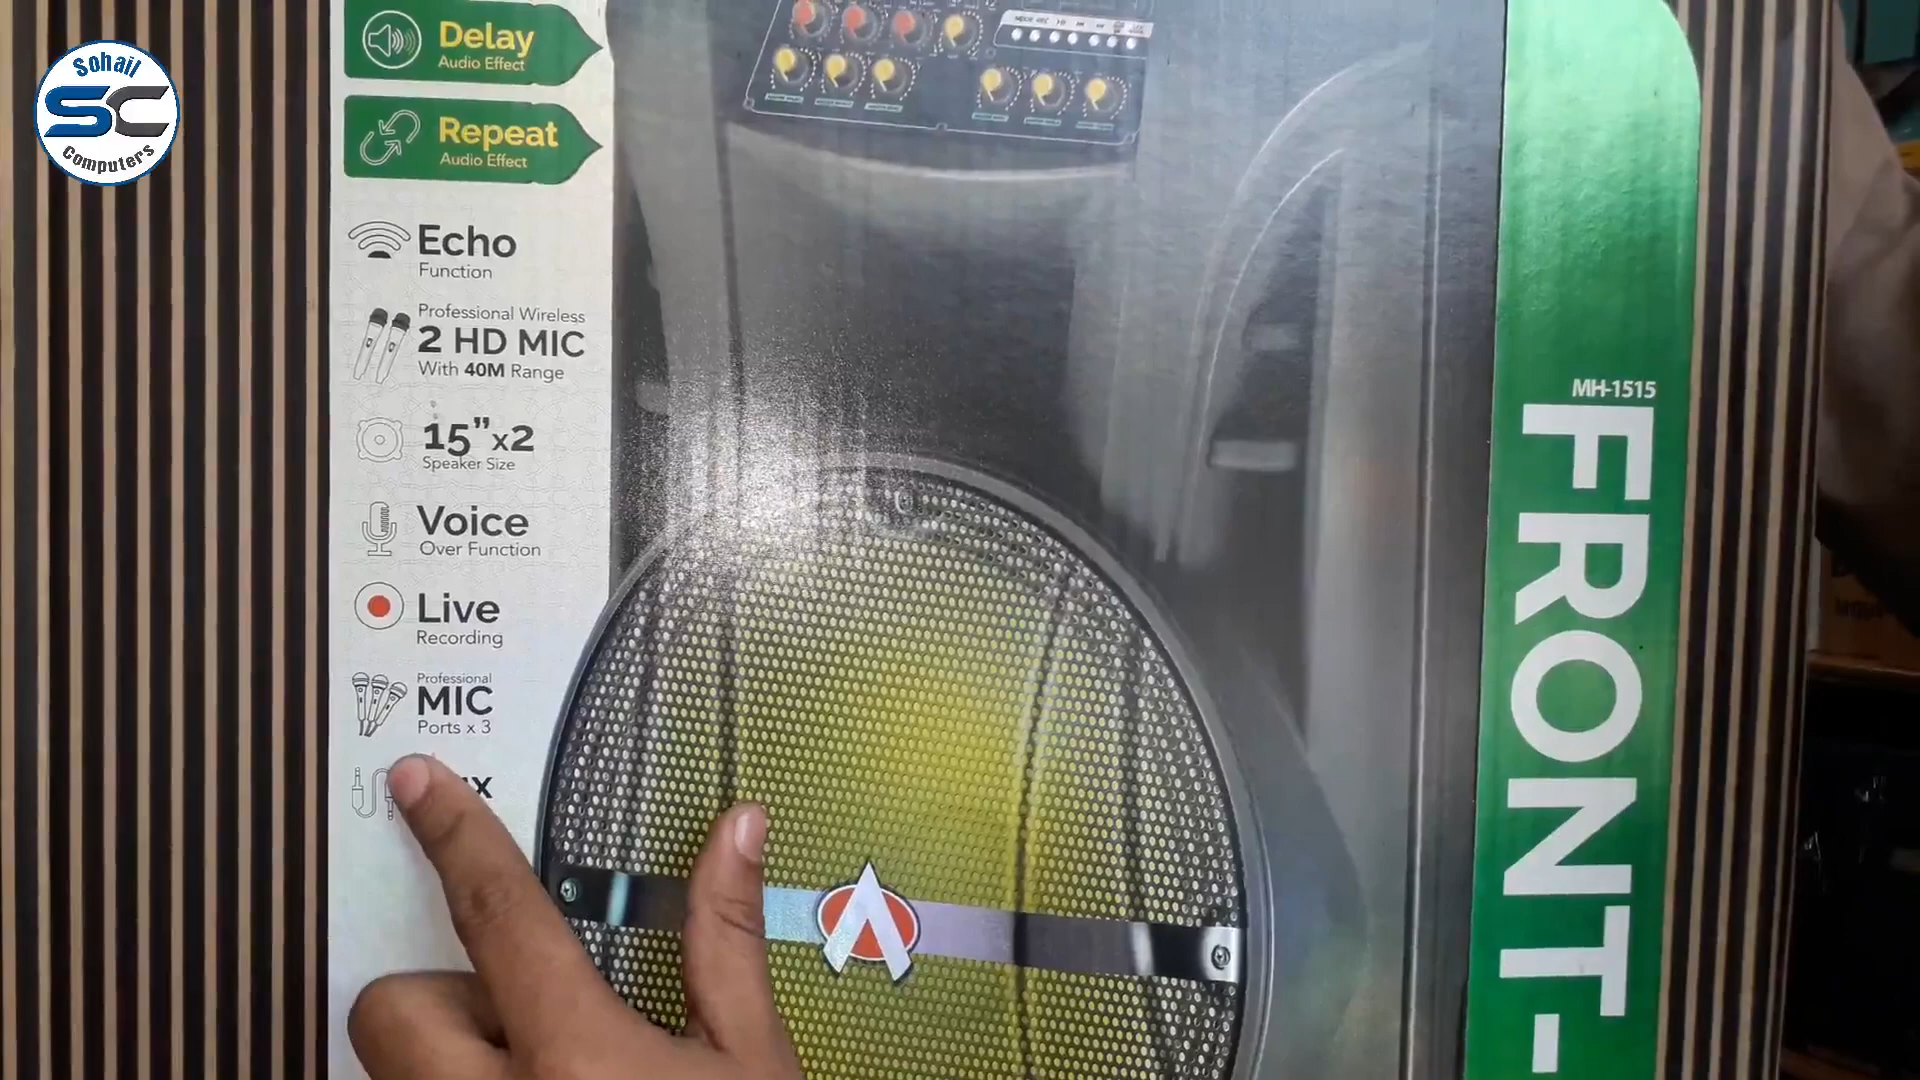 Sohail
SC
Computers
Delay
Audio Effect
Repeat
Audio Effect
Echo
Function
Professional Wireless
2 HD MIC
With 40M Range
15”x2
Speaker Size
Voice
Over Function
Live
Recording
Professional
MIC
Ports x 3
MH-1515
FRONT-